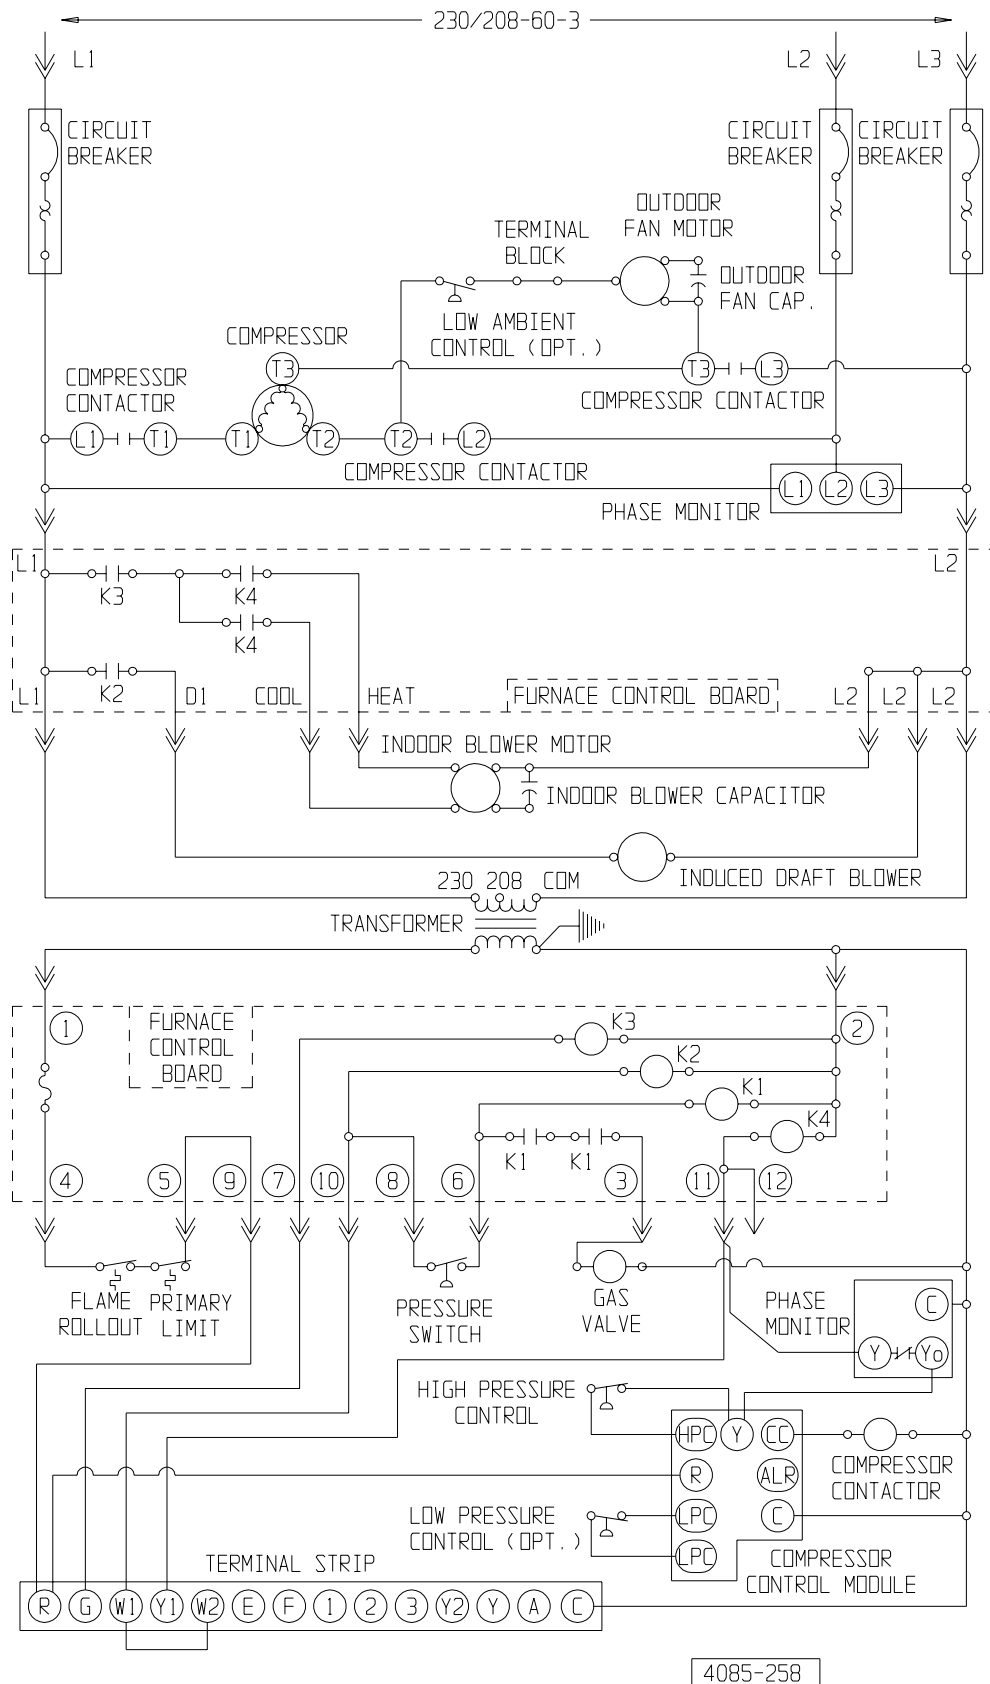 230/208-60-3
L1
L2
L3
CIRCUIT
BREAKER
CIRCUIT
BREAKER
CIRCUIT
BREAKER
OUTDOOR
FAN MOTOR
TERMINAL
BLOCK
OUTDOOR
FAN CAP.
LOW AMBIENT
CONTROL (OPT.)
COMPRESSOR
T3
T3
L3
COMPRESSOR
CONTACTOR
COMPRESSOR CONTACTOR
L1
T1
T1
T2
T2
L2
COMPRESSOR CONTACTOR
L1
L2
L3
PHASE MONITOR
L1
L2
K3
K4
K4
K2
L1
D1
COOL
HEAT
FURNACE CONTROL BOARD
L2
L2
L2
INDOOR BLOWER MOTOR
INDOOR BLOWER CAPACITOR
INDUCED DRAFT BLOWER
230 208 COM
TRANSFORMER
1
FURNACE
CONTROL
BOARD
K3
2
K2
K1
K4
K1
K1
4
5
9
7
10
8
6
3
11
12
FLAME
ROLLOUT
PRIMARY
LIMIT
PRESSURE
SWITCH
GAS
VALVE
PHASE
MONITOR
C
Y
Yo
HIGH PRESSURE
CONTROL
HPC
Y
CC
COMPRESSOR
CONTACTOR
R
ALR
LOW PRESSURE
CONTROL (OPT.)
LPC
C
LPC
COMPRESSOR
CONTROL MODULE
TERMINAL STRIP
R
G
W1
Y1
W2
E
F
1
2
3
Y2
Y
A
C
4085-258